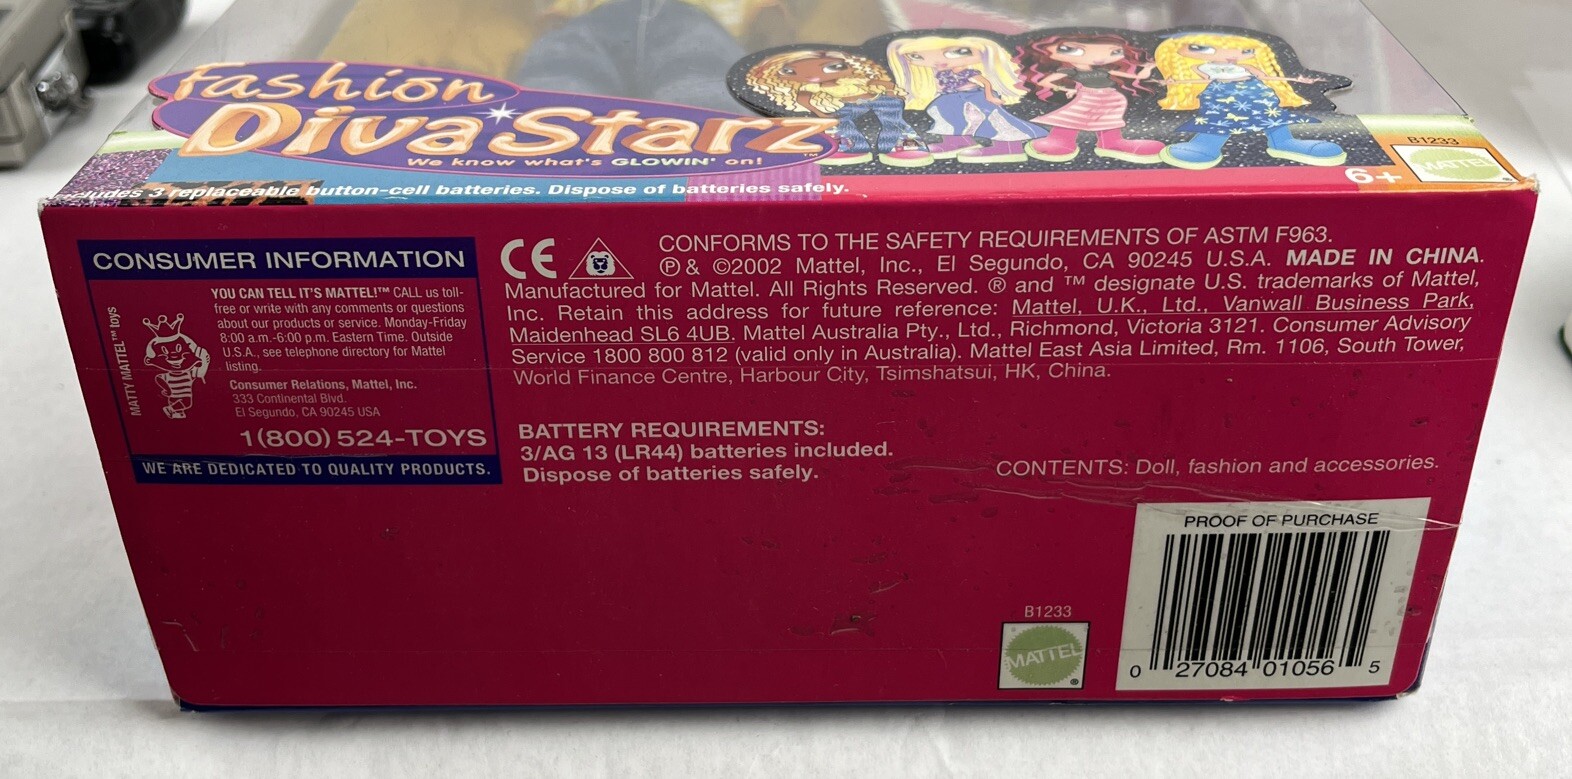 Fashion
Diva Starz™
We know what's GLOWIN' on!
3 replaceable button-cell batteries. Dispose of batteries safely.
B1233
6+
MATTEL
®
CONSUMER INFORMATION
MATTY MATTEL™ toys
YOU CAN TELL IT'S MATTEL!™ CALL us toll-
free or write with any comments or questions
about our products or service. Monday-Friday
8:00 a.m.-6:00 p.m. Eastern Time. Outside
U.S.A., see telephone directory for Mattel
listing.
Consumer Relations, Mattel, Inc.
333 Continental Blvd.
El Segundo, CA 90245 USA
1(800) 524-TOYS
WE ARE DEDICATED TO QUALITY PRODUCTS.
CE
CONFORMS TO THE SAFETY REQUIREMENTS OF ASTM F963.
℗ & ©2002 Mattel, Inc., El Segundo, CA 90245 U.S.A. MADE IN CHINA.
Manufactured for Mattel. All Rights Reserved. ® and ™ designate U.S. trademarks of Mattel,
Inc. Retain this address for future reference: Mattel, U.K., Ltd., Vanwall Business Park,
Maidenhead SL6 4UB. Mattel Australia Pty., Ltd., Richmond, Victoria 3121. Consumer Advisory
Service 1800 800 812 (valid only in Australia). Mattel East Asia Limited, Rm. 1106, South Tower,
World Finance Centre, Harbour City, Tsimshatsui, HK, China.
BATTERY REQUIREMENTS:
3/AG 13 (LR44) batteries included.
Dispose of batteries safely.
CONTENTS: Doll, fashion and accessories.
PROOF OF PURCHASE
0 27084 01056 5
B1233
MATTEL
®